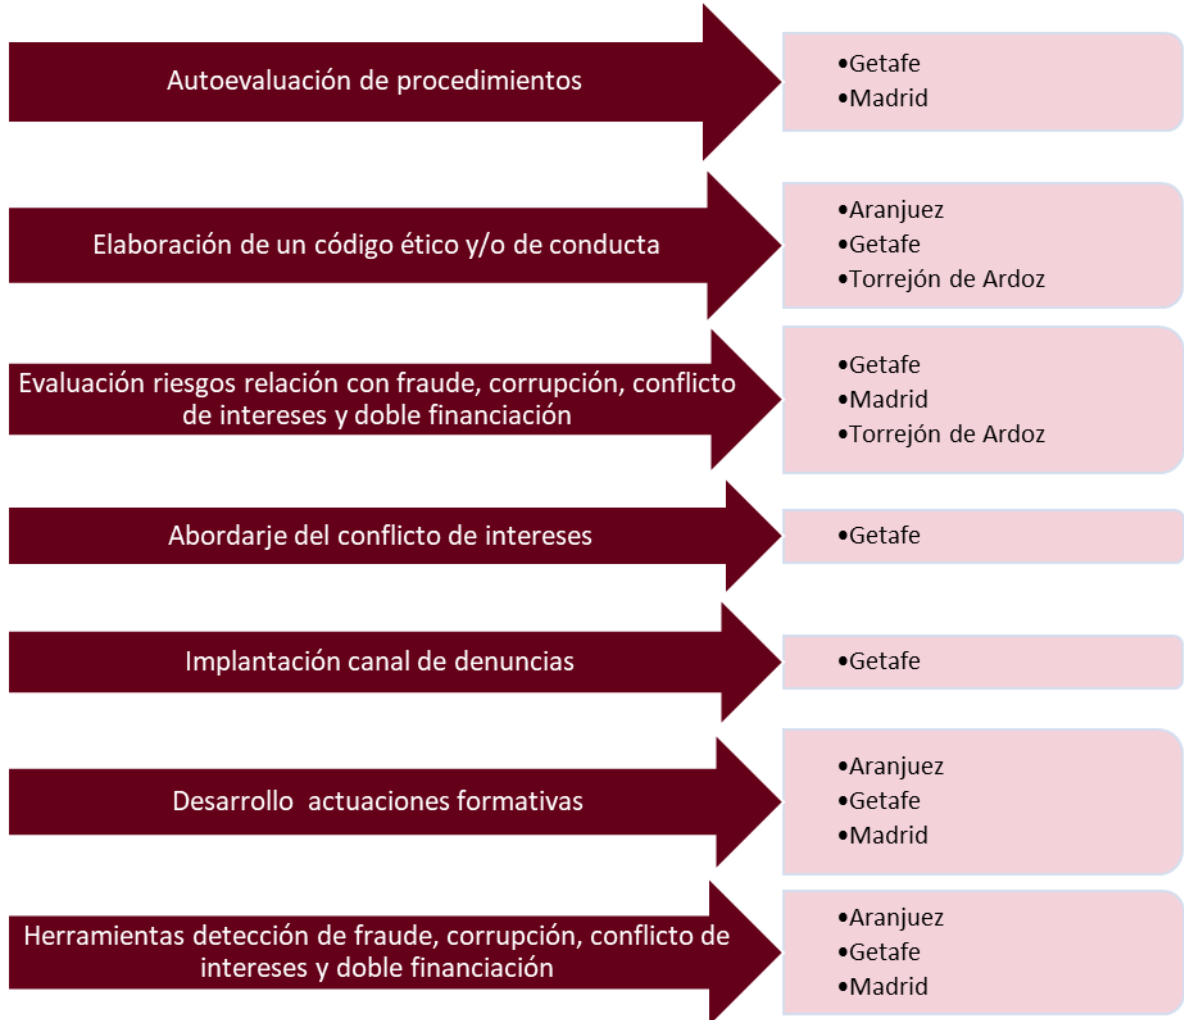 Autoevaluación de procedimientos
•Getafe
•Madrid
Elaboración de un código ético y/o de conducta
•Aranjuez
•Getafe
•Torrejón de Ardoz
Evaluación riesgos relación con fraude, corrupción, conflicto
de intereses y doble financiación
•Getafe
•Madrid
•Torrejón de Ardoz
Abordarje del conflicto de intereses
•Getafe
Implantación canal de denuncias
•Getafe
Desarrollo  actuaciones formativas
•Aranjuez
•Getafe
•Madrid
Herramientas detección de fraude, corrupción, conflicto de
intereses y doble financiación
•Aranjuez
•Getafe
•Madrid